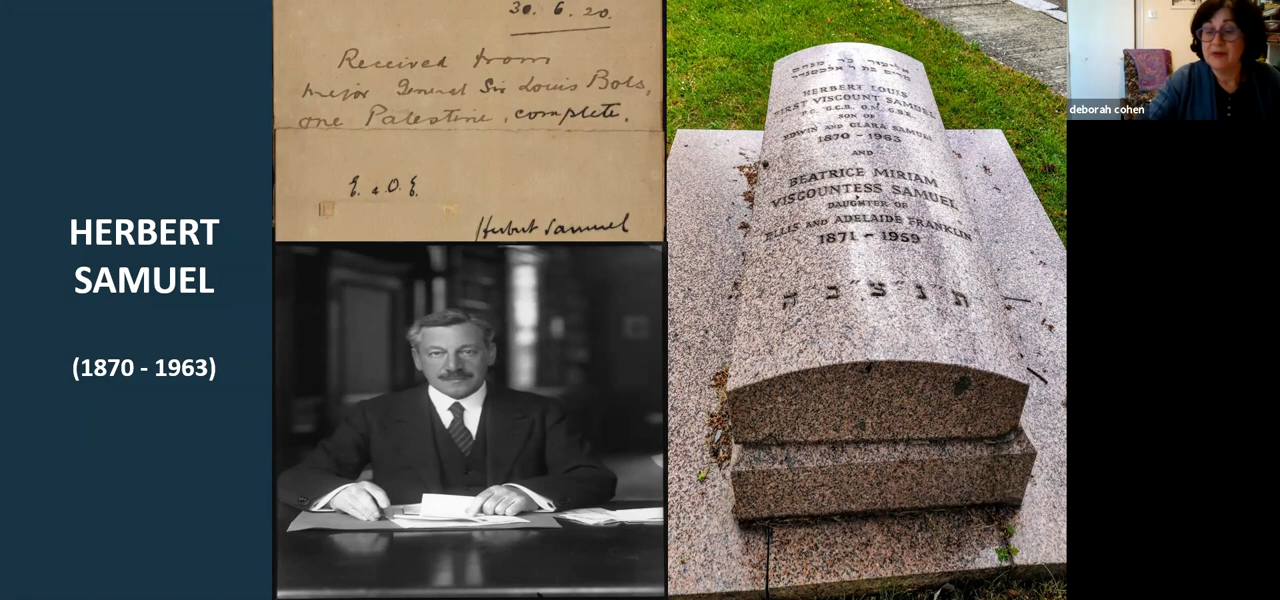 HERBERT
SAMUEL
(1870 - 1963)
30. 6. 20.
Received from
Major General Sir Louis Bols,
one Palestine, complete.
E. & O. E.
Herbert Samuel
HERBERT LOUIS
FIRST VISCOUNT SAMUEL
P.C. G.C.B. O.M. G.B.E.
SON OF
EDWIN AND CLARA SAMUEL
1870 - 1963
AND
BEATRICE MIRIAM
VISCOUNTESS SAMUEL
DAUGHTER OF
ELLIS AND ADELAIDE FRANKLIN
1871 - 1959
ת״נ״צ״ב״ה
deborah cohen